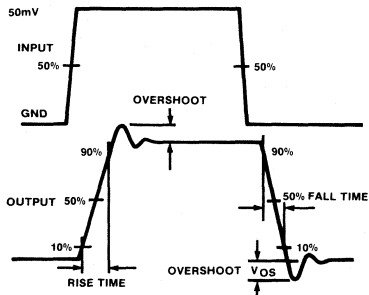 50mV
INPUT
50%
50%
GND
OVERSHOOT
90%
90%
OUTPUT
50%
50% FALL TIME
10%
10%
RISE TIME
OVERSHOOT
VOS